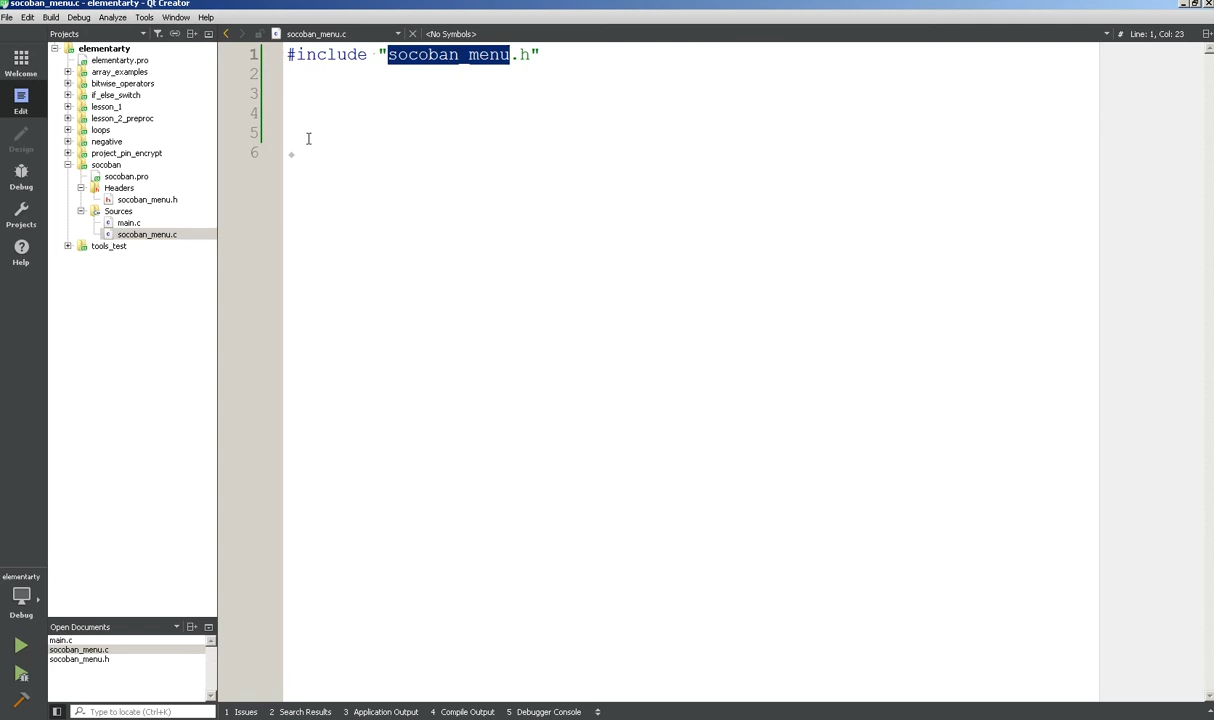 socoban_menu.c - elementarty - Qt Creator
File Edit Build Debug Analyze Tools Window Help
Projects socoban_menu.c <No Symbols> # Line: 1, Col: 23
Welcome
Edit
Design
Debug
Projects
Help
elementarty
Debug
elementarty
elementarty.pro
array_examples
bitwise_operators
if_else_switch
lesson_1
lesson_2_preproc
loops
negative
project_pin_encrypt
socoban
socoban.pro
Headers
socoban_menu.h
Sources
main.c
socoban_menu.c
tools_test
1 #include "socoban_menu.h"
2
3
4
5
6
Open Documents
main.c
socoban_menu.c
socoban_menu.h
Type to locate (Ctrl+K) 1 Issues 2 Search Results 3 Application Output 4 Compile Output 5 Debugger Console